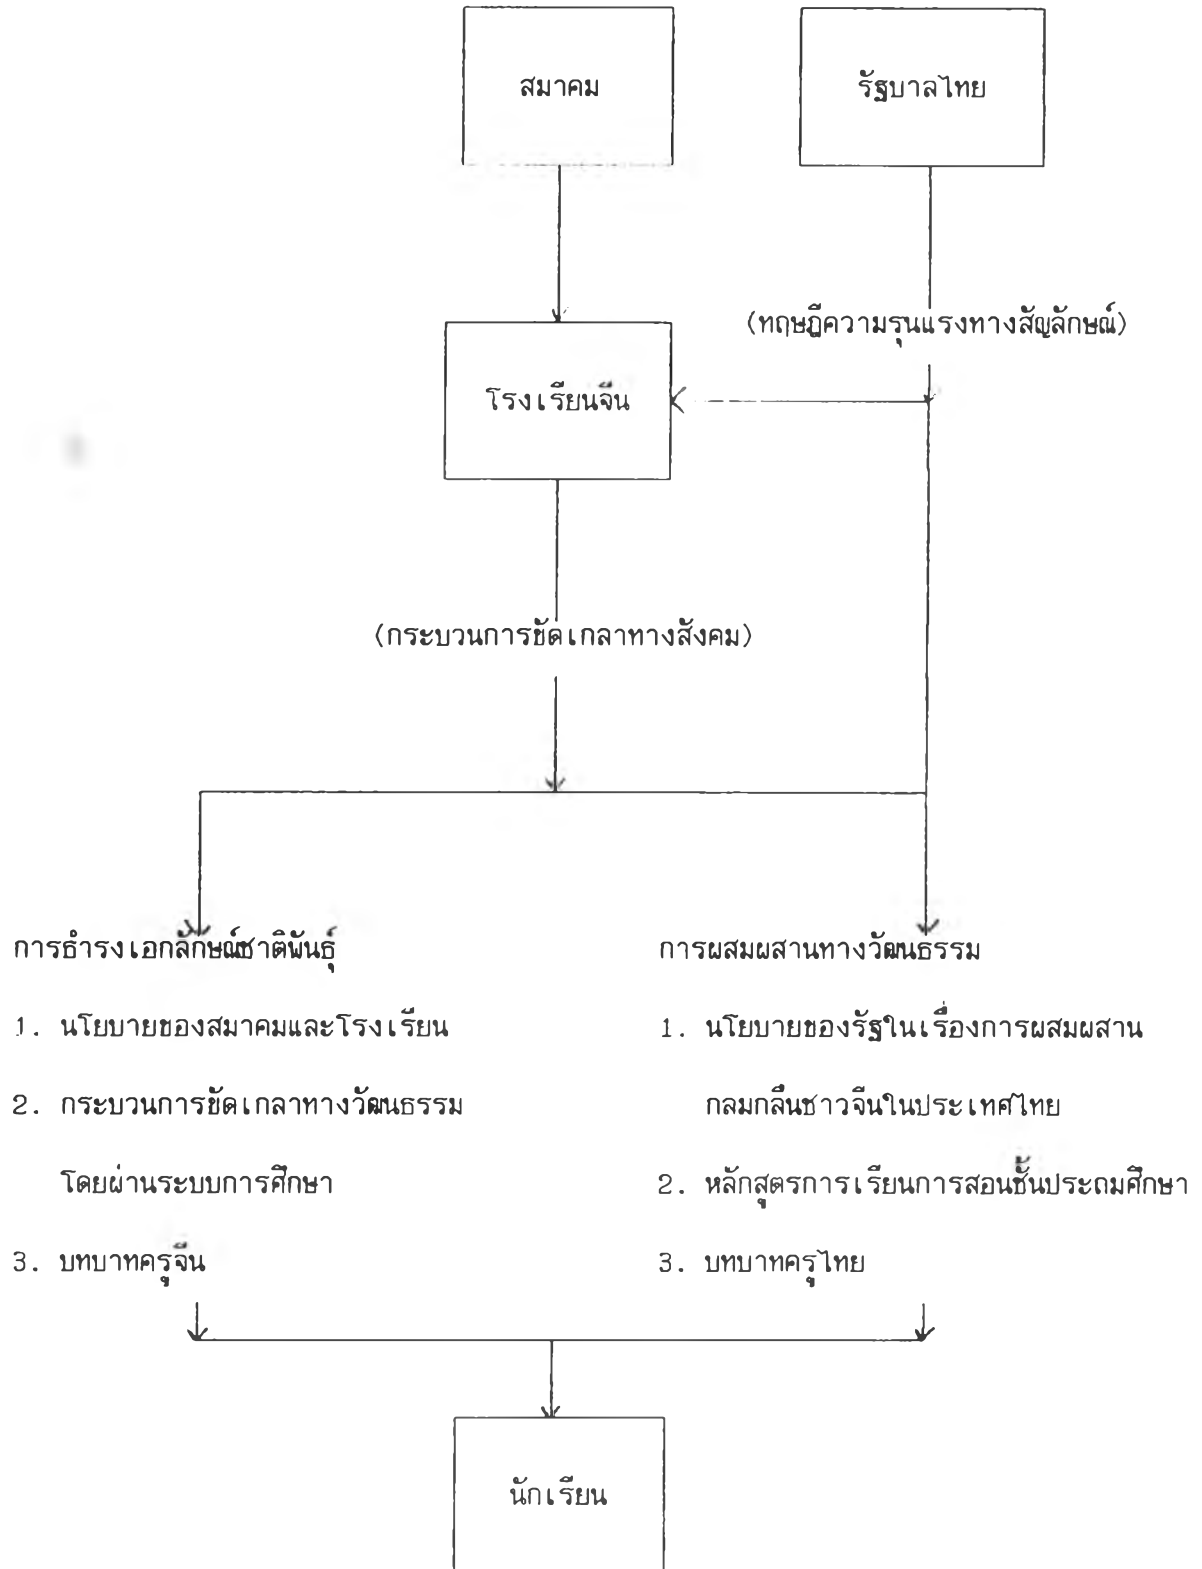 สมาคม
รัฐบาลไทย
(ทฤษฎีความรุนแรงทางสัญลักษณ์)
โรงเรียนจีน
(กระบวนการขัดเกลาทางสังคม)
การธำรงเอกลักษณ์ชาติพันธุ์
1. นโยบายของสมาคมและโรงเรียน
2. กระบวนการขัดเกลาทางวัฒนธรรม
โดยผ่านระบบการศึกษา
3. บทบาทครูจีน
การผสมผสานทางวัฒนธรรม
1. นโยบายของรัฐในเรื่องการผสมผสาน
กลมกลืนชาวจีนในประเทศไทย
2. หลักสูตรการเรียนการสอนชั้นประถมศึกษา
3. บทบาทครูไทย
นักเรียน